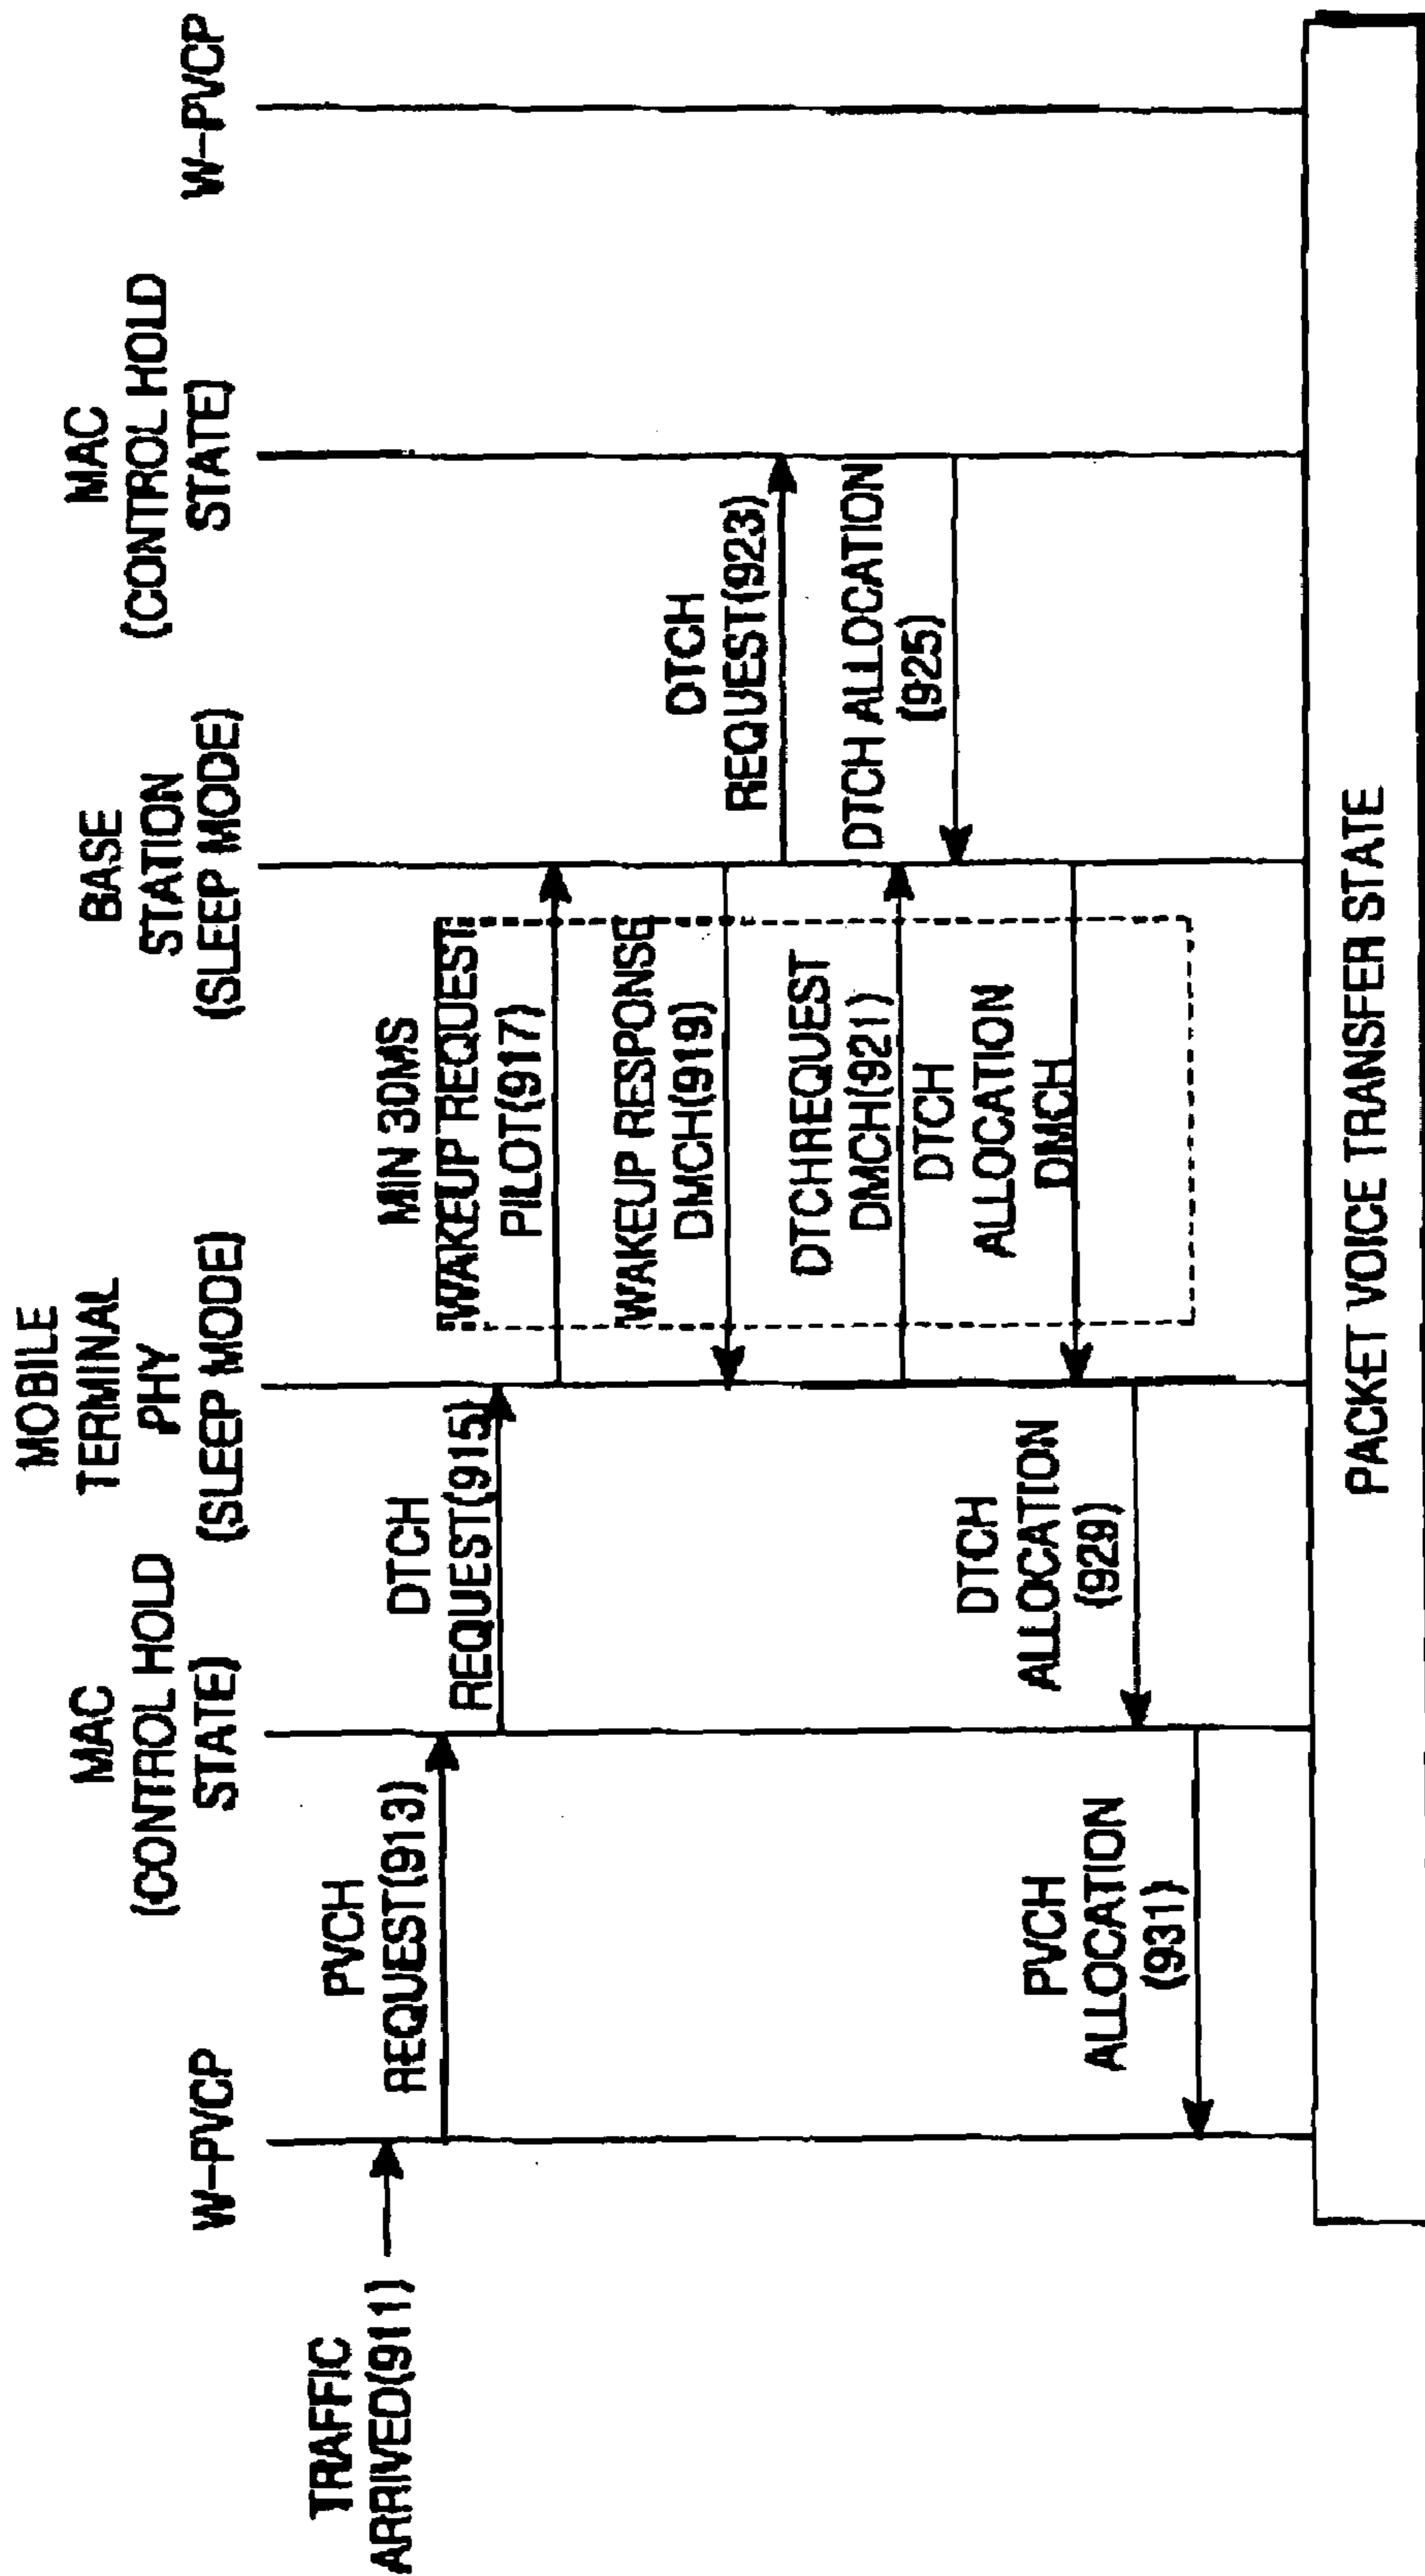 W-PVCP
MAC
(CONTROL HOLD
STATE)
MOBILE
TERMINAL
PHY
(SLEEP MODE)
BASE
STATION
(SLEEP MODE)
MAC
(CONTROL HOLD
STATE)
W-PVCP
TRAFFIC
ARRIVED(911)
PVCH
REQUEST(913)
DTCH
REQUEST(915)
MIN 3DMS
WAKEUP REQUEST
PILOT(917)
WAKEUP RESPONSE
DMCH(919)
DTCH
REQUEST(923)
DTCHREQUEST
DMCH(921)
DTCH ALLOCATION
(925)
DTCH
ALLOCATION
DMCH
DTCH
ALLOCATION
(929)
PVCH
ALLOCATION
(931)
PACKET VOICE TRANSFER STATE